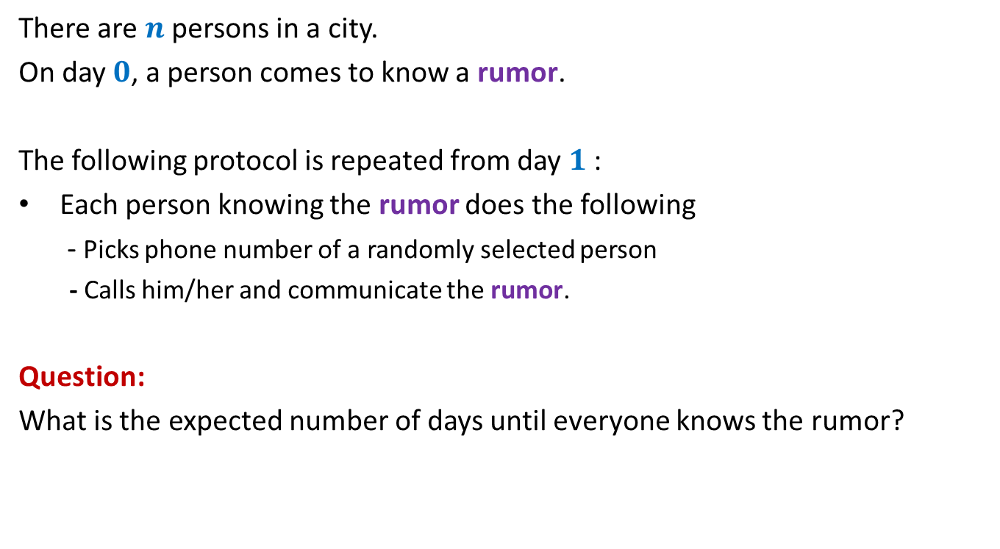 There are n persons in a city.
On day 0, a person comes to know a rumor.
The following protocol is repeated from day 1 :
• Each person knowing the rumor does the following
- Picks phone number of a randomly selected person
- Calls him/her and communicate the rumor.
Question:
What is the expected number of days until everyone knows the rumor?